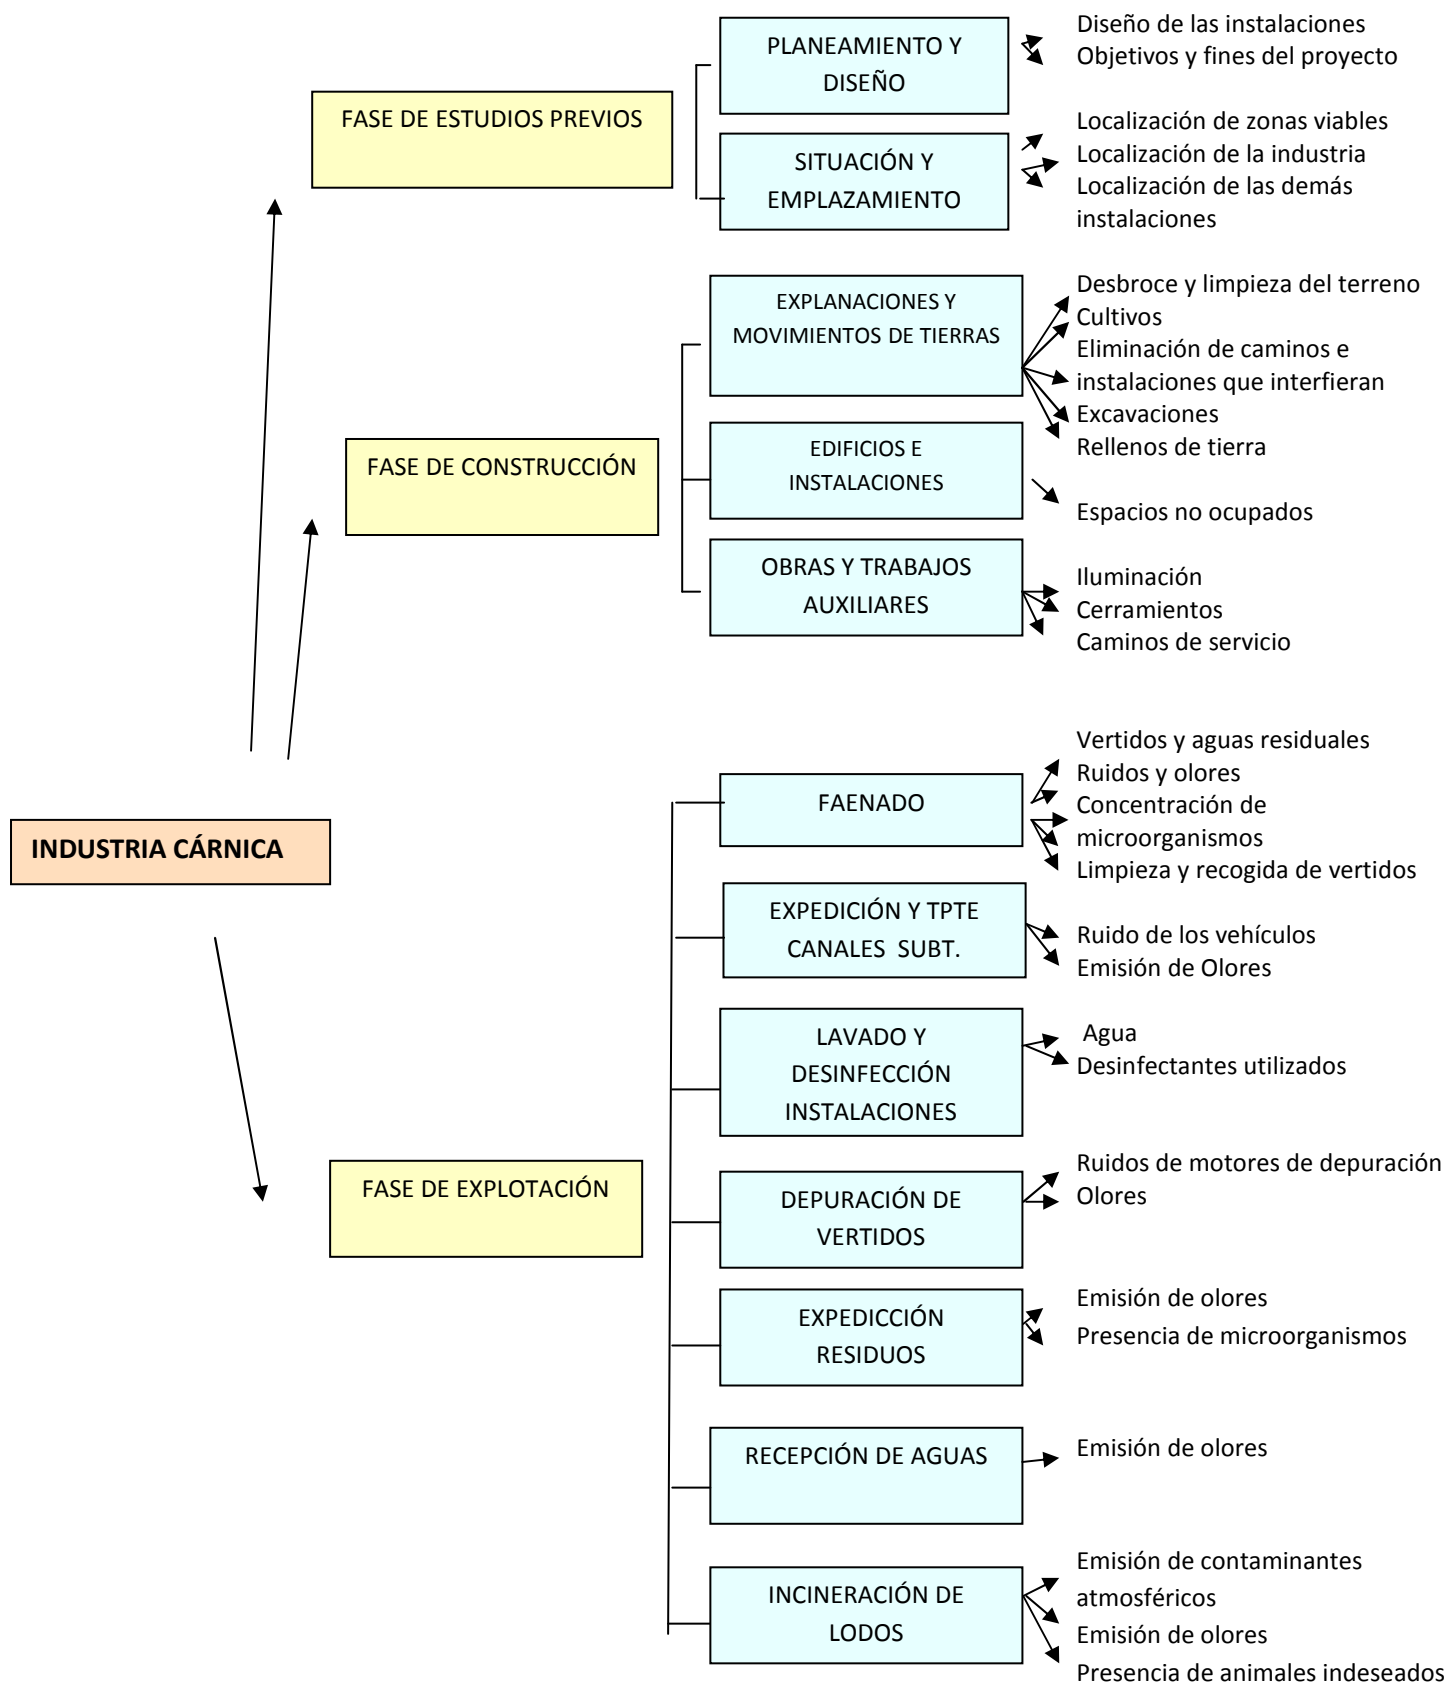 PLANEAMIENTO Y
DISEÑO
Diseño de las instalaciones
Objetivos y fines del proyecto
FASE DE ESTUDIOS PREVIOS
SITUACIÓN Y
EMPLAZAMIENTO
Localización de zonas viables
Localización de la industria
Localización de las demás
instalaciones
EXPLANACIONES Y
MOVIMIENTOS DE TIERRAS
Desbroce y limpieza del terreno
Cultivos
Eliminación de caminos e
instalaciones que interfieran
Excavaciones
Rellenos de tierra
FASE DE CONSTRUCCIÓN
EDIFICIOS E
INSTALACIONES
Espacios no ocupados
OBRAS Y TRABAJOS
AUXILIARES
Iluminación
Cerramientos
Caminos de servicio
INDUSTRIA CÁRNICA
FAENADO
Vertidos y aguas residuales
Ruidos y olores
Concentración de
microorganismos
Limpieza y recogida de vertidos
EXPEDICIÓN Y TPTE
CANALES SUBT.
Ruido de los vehículos
Emisión de Olores
LAVADO Y
DESINFECCIÓN
INSTALACIONES
Agua
Desinfectantes utilizados
FASE DE EXPLOTACIÓN
DEPURACIÓN DE
VERTIDOS
Ruidos de motores de depuración
Olores
EXPEDICCIÓN
RESIDUOS
Emisión de olores
Presencia de microorganismos
RECEPCIÓN DE AGUAS
Emisión de olores
INCINERACIÓN DE
LODOS
Emisión de contaminantes
atmosféricos
Emisión de olores
Presencia de animales indeseados